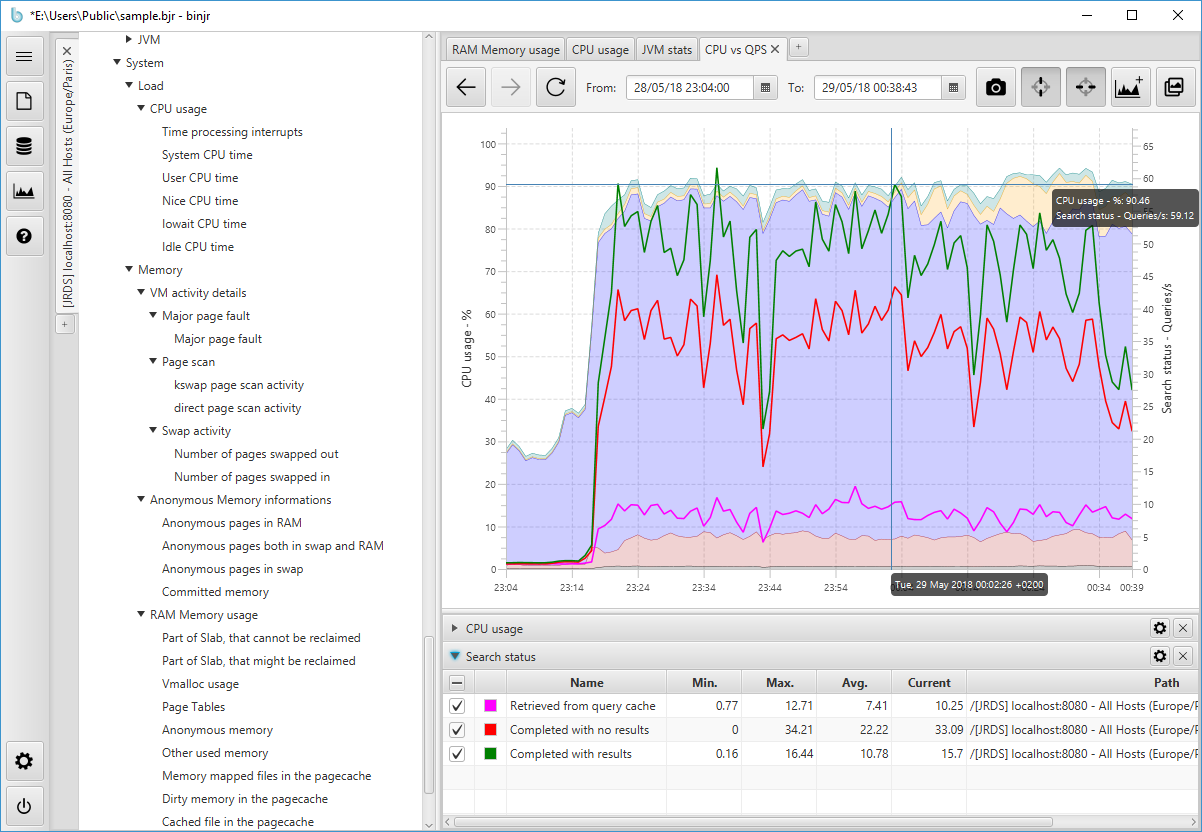 *E:\Users\Public\sample.bjr - binjr
[JRDS] localhost:8080 - All Hosts (Europe/Paris)
+
JVM
System
Load
CPU usage
Time processing interrupts
System CPU time
User CPU time
Nice CPU time
Iowait CPU time
Idle CPU time
Memory
VM activity details
Major page fault
Major page fault
Page scan
kswap page scan activity
direct page scan activity
Swap activity
Number of pages swapped out
Number of pages swapped in
Anonymous Memory informations
Anonymous pages in RAM
Anonymous pages both in swap and RAM
Anonymous pages in swap
Committed memory
RAM Memory usage
Part of Slab, that cannot be reclaimed
Part of Slab, that might be reclaimed
Vmalloc usage
Page Tables
Anonymous memory
Other used memory
Memory mapped files in the pagecache
Dirty memory in the pagecache
Cached file in the pagecache
RAM Memory usage CPU usage JVM stats CPU vs QPS +
From: 28/05/18 23:04:00 To: 29/05/18 00:38:43
CPU usage - %
100
90
80
70
60
50
40
30
20
10
0
65
60
50
45
40
35
30
25
20
15
10
5
0
Search status - Queries/s
CPU usage - %: 90.46
Search status - Queries/s: 59.12
23:04 23:14 23:24 23:34 23:44 23:54 00:34 00:39
Tue, 29 May 2018 00:02:26 +0200
CPU usage
Search status
Name Min. Max. Avg. Current Path
Retrieved from query cache 0.77 12.71 7.41 10.25 /[JRDS] localhost:8080 - All Hosts (Europe/P
Completed with no results 0 34.21 22.22 33.09 /[JRDS] localhost:8080 - All Hosts (Europe/P
Completed with results 0.16 16.44 10.78 15.7 /[JRDS] localhost:8080 - All Hosts (Europe/P